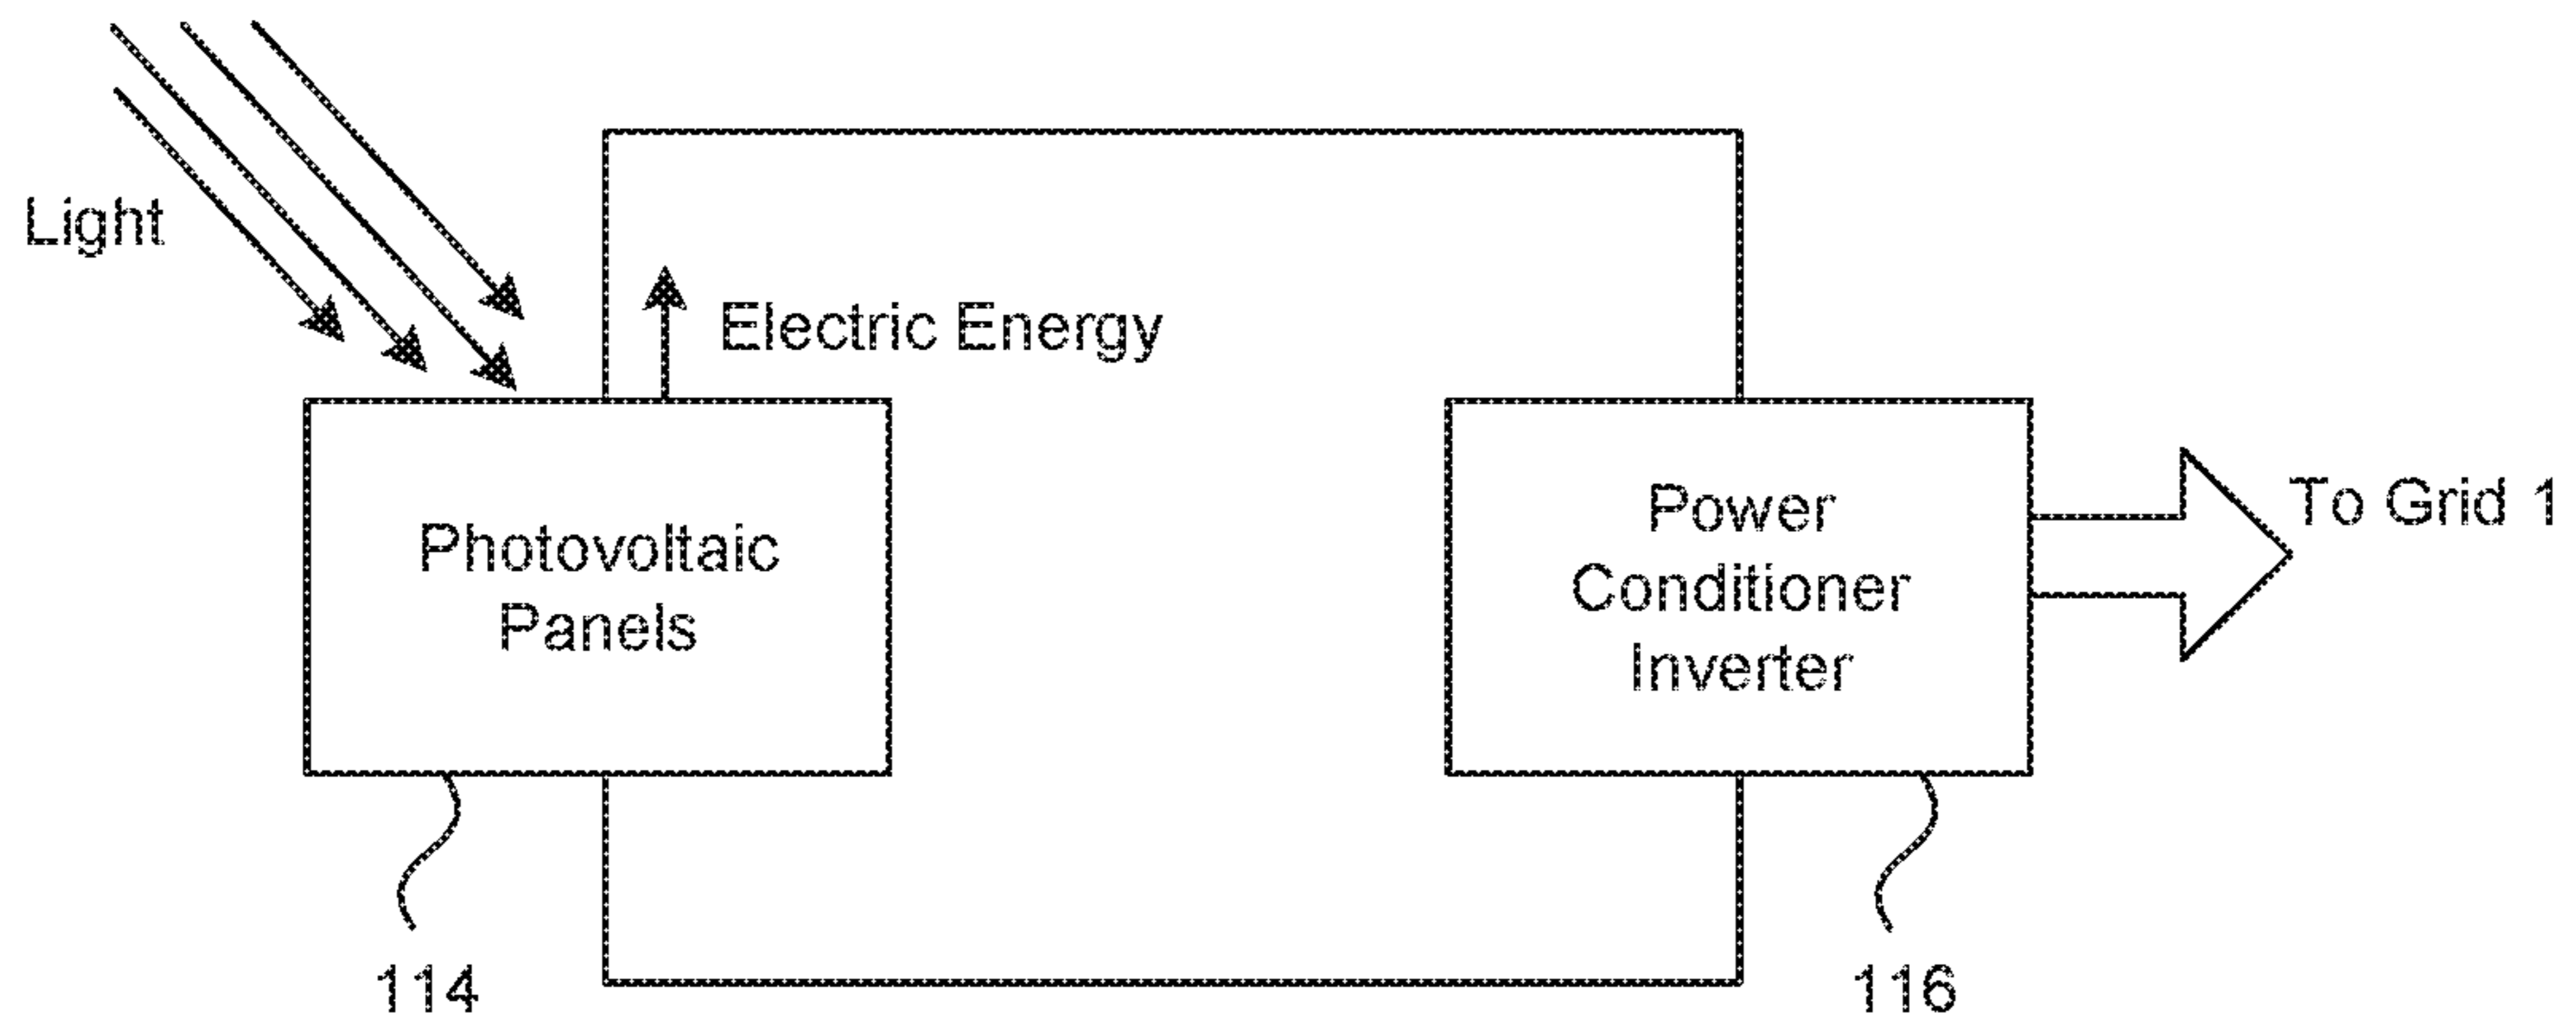 Light
Electric Energy
Photovoltaic
Panels
Power
Conditioner
Inverter
To Grid 1
114
116